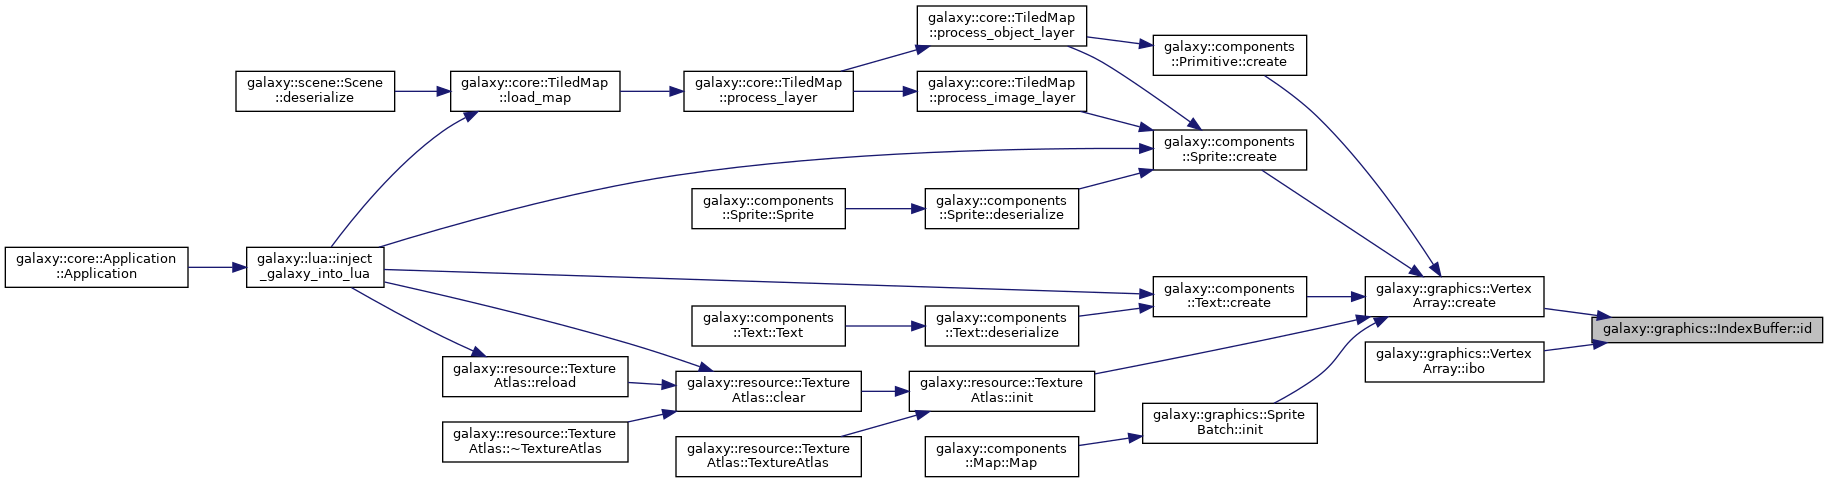 galaxy::core::TiledMap
::process_object_layer
galaxy::components
::Primitive::create
galaxy::scene::Scene
::deserialize
galaxy::core::TiledMap
::load_map
galaxy::core::TiledMap
::process_layer
galaxy::core::TiledMap
::process_image_layer
galaxy::components
::Sprite::create
galaxy::components
::Sprite::Sprite
galaxy::components
::Sprite::deserialize
galaxy::core::Application
::Application
galaxy::lua::inject
_galaxy_into_lua
galaxy::components
::Text::create
galaxy::graphics::Vertex
Array::create
galaxy::components
::Text::Text
galaxy::components
::Text::deserialize
galaxy::graphics::IndexBuffer::id
galaxy::graphics::Vertex
Array::ibo
galaxy::resource::Texture
Atlas::reload
galaxy::resource::Texture
Atlas::clear
galaxy::resource::Texture
Atlas::init
galaxy::graphics::Sprite
Batch::init
galaxy::resource::Texture
Atlas::~TextureAtlas
galaxy::resource::Texture
Atlas::TextureAtlas
galaxy::components
::Map::Map